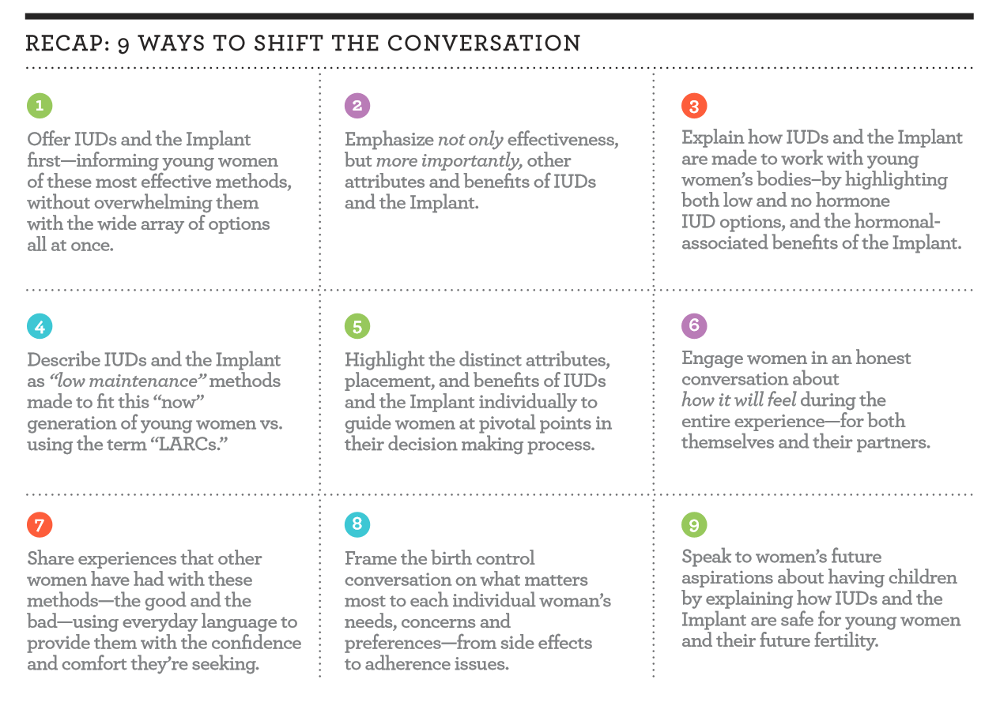 RECAP: 9 WAYS TO SHIFT THE CONVERSATION
1
Offer IUDs and the Implant
first—informing young women
of these most effective methods,
without overwhelming them
with the wide array of options
all at once.
2
Emphasize not only effectiveness,
but more importantly, other
attributes and benefits of IUDs
and the Implant.
3
Explain how IUDs and the Implant
are made to work with young
women’s bodies–by highlighting
both low and no hormone
IUD options, and the hormonal-
associated benefits of the Implant.
4
Describe IUDs and the Implant
as “low maintenance” methods
made to fit this “now”
generation of young women vs.
using the term “LARCs.”
5
Highlight the distinct attributes,
placement, and benefits of IUDs
and the Implant individually to
guide women at pivotal points in
their decision making process.
6
Engage women in an honest
conversation about
how it will feel during the
entire experience—for both
themselves and their partners.
7
Share experiences that other
women have had with these
methods—the good and the
bad—using everyday language to
provide them with the confidence
and comfort they’re seeking.
8
Frame the birth control
conversation on what matters
most to each individual woman’s
needs, concerns and
preferences—from side effects
to adherence issues.
9
Speak to women’s future
aspirations about having children
by explaining how IUDs and the
Implant are safe for young women
and their future fertility.